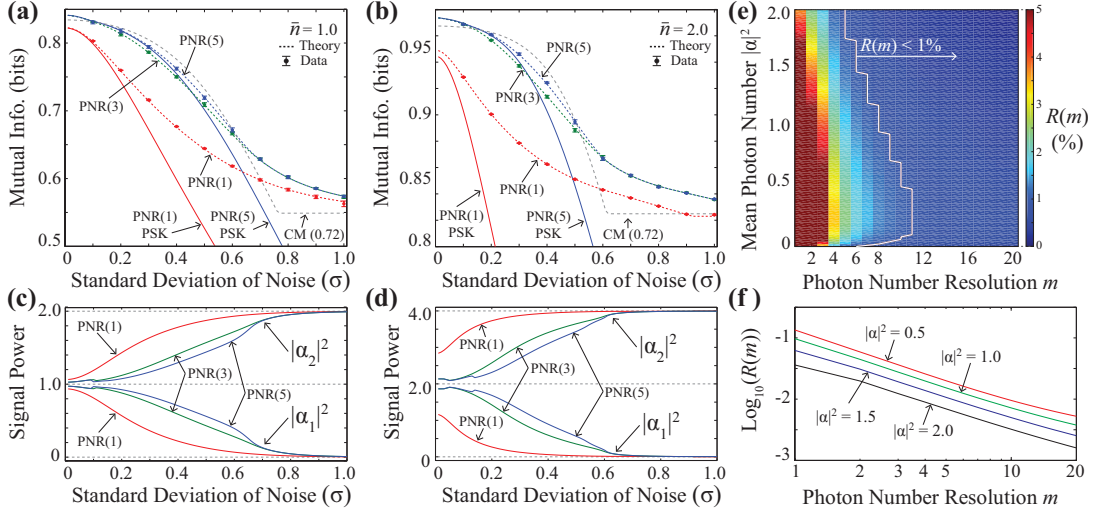 (a)
n̄ = 1.0
Theory
Data
PNR(5)
PNR(3)
PNR(1)
PNR(1)
PSK
PNR(5)
PSK
CM (0.72)
Mutual Info. (bits)
0.8
0.7
0.6
0.5
0.0 0.2 0.4 0.6 0.8 1.0
Standard Deviation of Noise (σ)
(b)
n̄ = 2.0
Theory
Data
PNR(5)
PNR(3)
PNR(1)
PNR(1)
PSK
PNR(5)
PSK
CM (0.72)
Mutual Info. (bits)
0.95
0.9
0.85
0.8
0.0 0.2 0.4 0.6 0.8 1.0
Standard Deviation of Noise (σ)
(e)
R(m) < 1%
Mean Photon Number |α|²
2.0
1.5
1.0
0.5
0
2 4 6 8 12 16 20
Photon Number Resolution m
5
4
3
2
1
0
R(m)
(%)
(c)
PNR(1)
PNR(3)
PNR(5)
PNR(1)
|α₂|²
|α₁|²
Signal Power
2.0
1.0
0
0.0 0.2 0.4 0.6 0.8 1.0
Standard Deviation of Noise (σ)
(d)
PNR(1)
PNR(3)
PNR(5)
PNR(1)
|α₂|²
|α₁|²
Signal Power
4.0
2.0
0
0.0 0.2 0.4 0.6 0.8 1.0
Standard Deviation of Noise (σ)
(f)
|α|² = 0.5
|α|² = 1.0
|α|² = 1.5
|α|² = 2.0
Log₁₀(R(m))
-1
-2
-3
1 2 3 4 5 10 20
Photon Number Resolution m